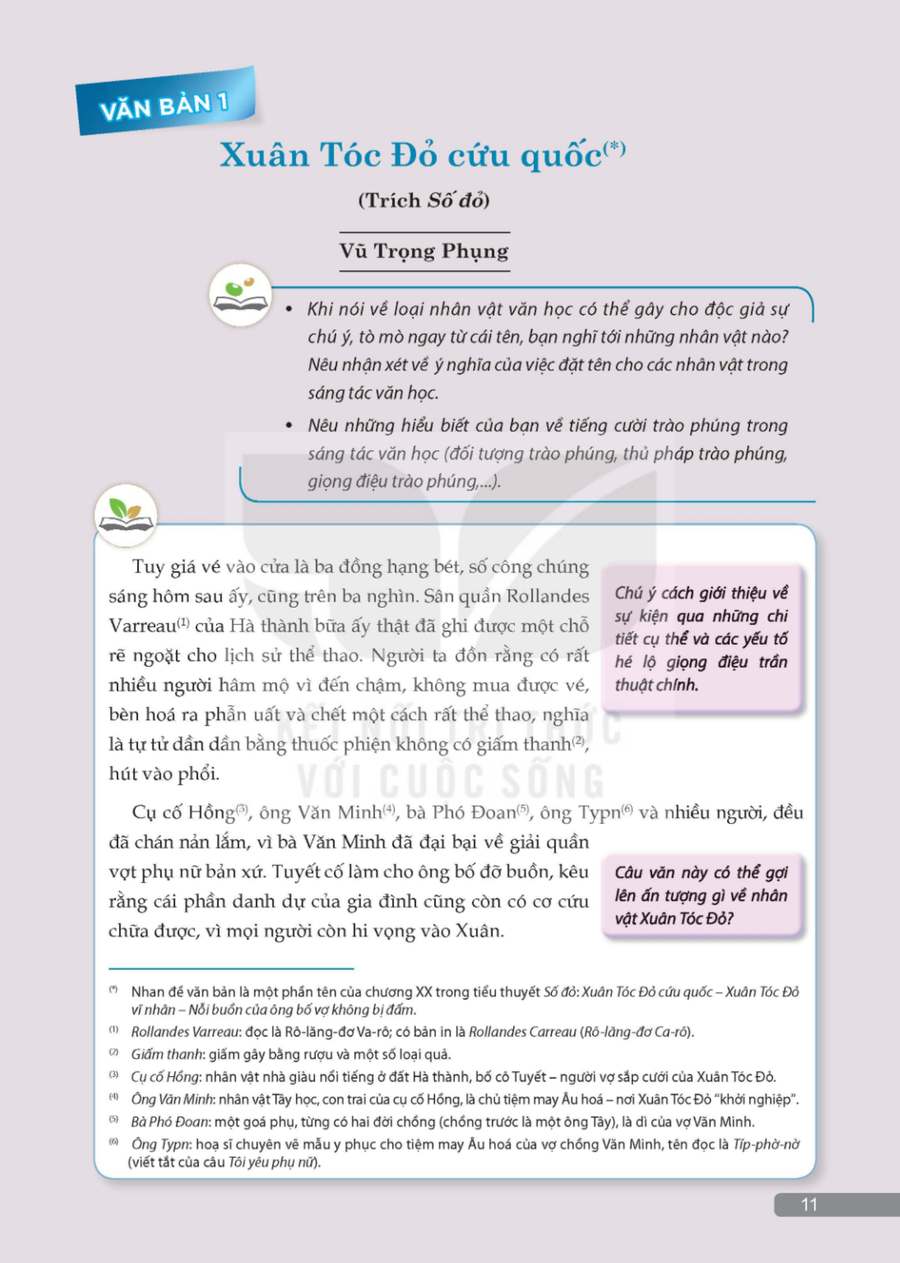 VĂN BẢN 1
Xuân Tóc Đỏ cứu quốc(*)
(Trích Số đỏ)
Vũ Trọng Phụng
• Khi nói về loại nhân vật văn học có thể gây cho độc giả sự
chú ý, tò mò ngay từ cái tên, bạn nghĩ tới những nhân vật nào?
Nêu nhận xét về ý nghĩa của việc đặt tên cho các nhân vật trong
sáng tác văn học.
• Nêu những hiểu biết của bạn về tiếng cười trào phúng trong
sáng tác văn học (đối tượng trào phúng, thủ pháp trào phúng,
giọng điệu trào phúng,...).
Tuy giá vé vào cửa là ba đồng hạng bét, số công chúng
sáng hôm sau ấy, cũng trên ba nghìn. Sân quần Rollandes
Varreau(1) của Hà thành bữa ấy thật đã ghi được một chỗ
rẽ ngoặt cho lịch sử thể thao. Người ta đồn rằng có rất
nhiều người hâm mộ vì đến chậm, không mua được vé,
bèn hoá ra phẫn uất và chết một cách rất thể thao, nghĩa
là tự tử dần dần bằng thuốc phiện không có giấm thanh(2),
hút vào phổi.
Chú ý cách giới thiệu về
sự kiện qua những chi
tiết cụ thể và các yếu tố
hé lộ giọng điệu trần
thuật chính.
KẾT NỐI TRI THỨC
VỚI CUỘC SỐNG
Cụ cố Hồng(3), ông Văn Minh(4), bà Phó Đoan(5), ông Typn(6) và nhiều người, đều
đã chán nản lắm, vì bà Văn Minh đã đại bại về giải quần
vợt phụ nữ bản xứ. Tuyết cố làm cho ông bố đỡ buồn, kêu
rằng cái phần danh dự của gia đình cũng còn có cơ cứu
chữa được, vì mọi người còn hi vọng vào Xuân.
Câu văn này có thể gợi
lên ấn tượng gì về nhân
vật Xuân Tóc Đỏ?
(*) Nhan đề văn bản là một phần tên của chương XX trong tiểu thuyết Số đỏ: Xuân Tóc Đỏ cứu quốc – Xuân Tóc Đỏ
vĩ nhân – Nỗi buồn của ông bố vợ không bị đấm.
(1) Rollandes Varreau: đọc là Rô-lăng-đơ Va-rô; có bản in là Rollandes Carreau (Rô-lăng-đơ Ca-rô).
(2) Giấm thanh: giấm gây bằng rượu và một số loại quả.
(3) Cụ cố Hồng: nhân vật nhà giàu nổi tiếng ở đất Hà thành, bố cô Tuyết – người vợ sắp cưới của Xuân Tóc Đỏ.
(4) Ông Văn Minh: nhân vật Tây học, con trai của cụ cố Hồng, là chủ tiệm may Âu hoá – nơi Xuân Tóc Đỏ “khởi nghiệp”.
(5) Bà Phó Đoan: một goá phụ, từng có hai đời chồng (chồng trước là một ông Tây), là dì của vợ Văn Minh.
(6) Ông Typn: hoạ sĩ chuyên vẽ mẫu y phục cho tiệm may Âu hoá của vợ chồng Văn Minh, tên đọc là Típ-phờ-nờ
(viết tắt của câu Tôi yêu phụ nữ).
11